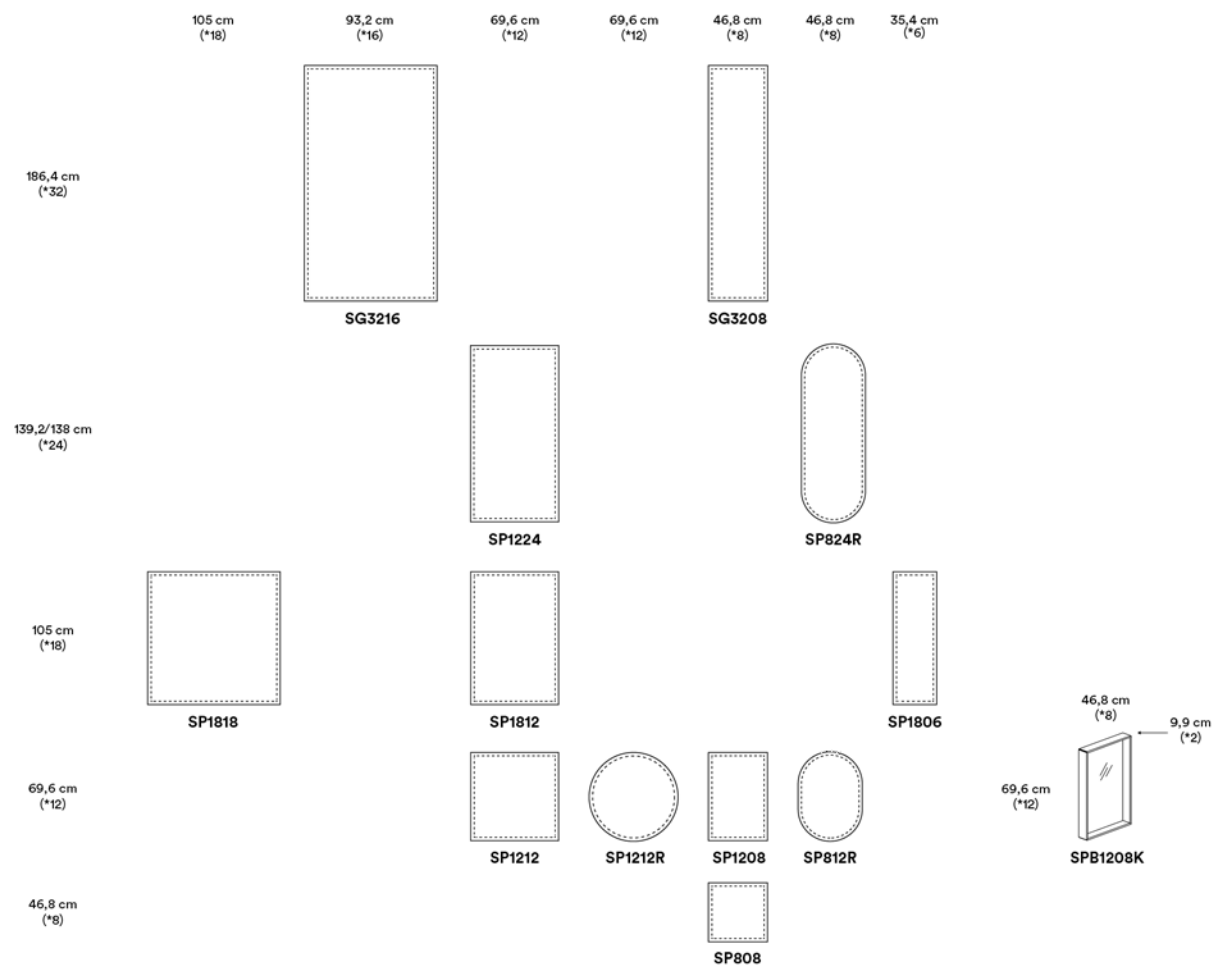 105 cm
(*18)
93,2 cm
(*16)
69,6 cm
(*12)
69,6 cm
(*12)
46,8 cm
(*8)
46,8 cm
(*8)
35,4 cm
(*6)
186,4 cm
(*32)
SG3216
SG3208
139,2/138 cm
(*24)
SP1224
SP824R
105 cm
(*18)
SP1818
SP1812
SP1806
46,8 cm
(*8)
9,9 cm
(*2)
69,6 cm
(*12)
69,6 cm
(*12)
SP1212
SP1212R
SP1208
SP812R
SPB1208K
46,8 cm
(*8)
SP808